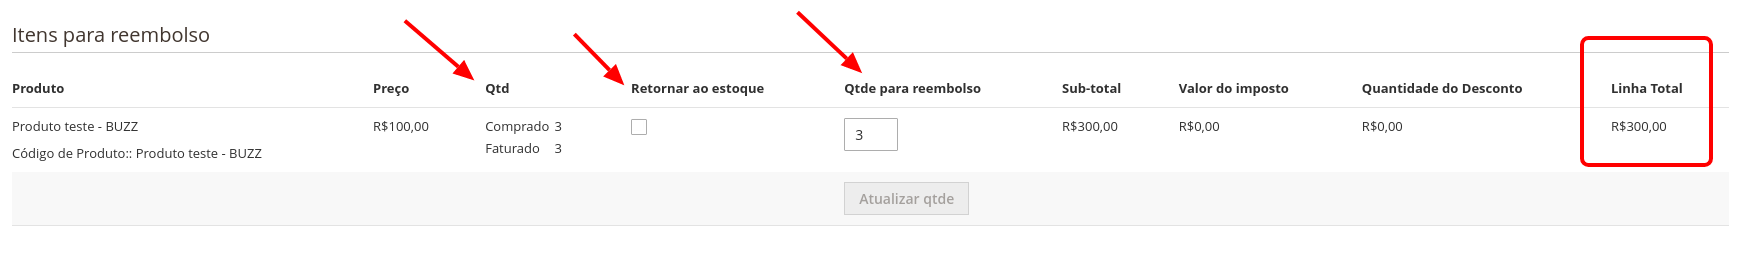 Itens para reembolso
Produto Preço Qtd Retornar ao estoque Qtde para reembolso Sub-total Valor do imposto Quantidade do Desconto Linha Total
Produto teste - BUZZ R$100,00 Comprado 3 3 R$300,00 R$0,00 R$0,00 R$300,00
Código de Produto:: Produto teste - BUZZ Faturado 3
Atualizar qtde